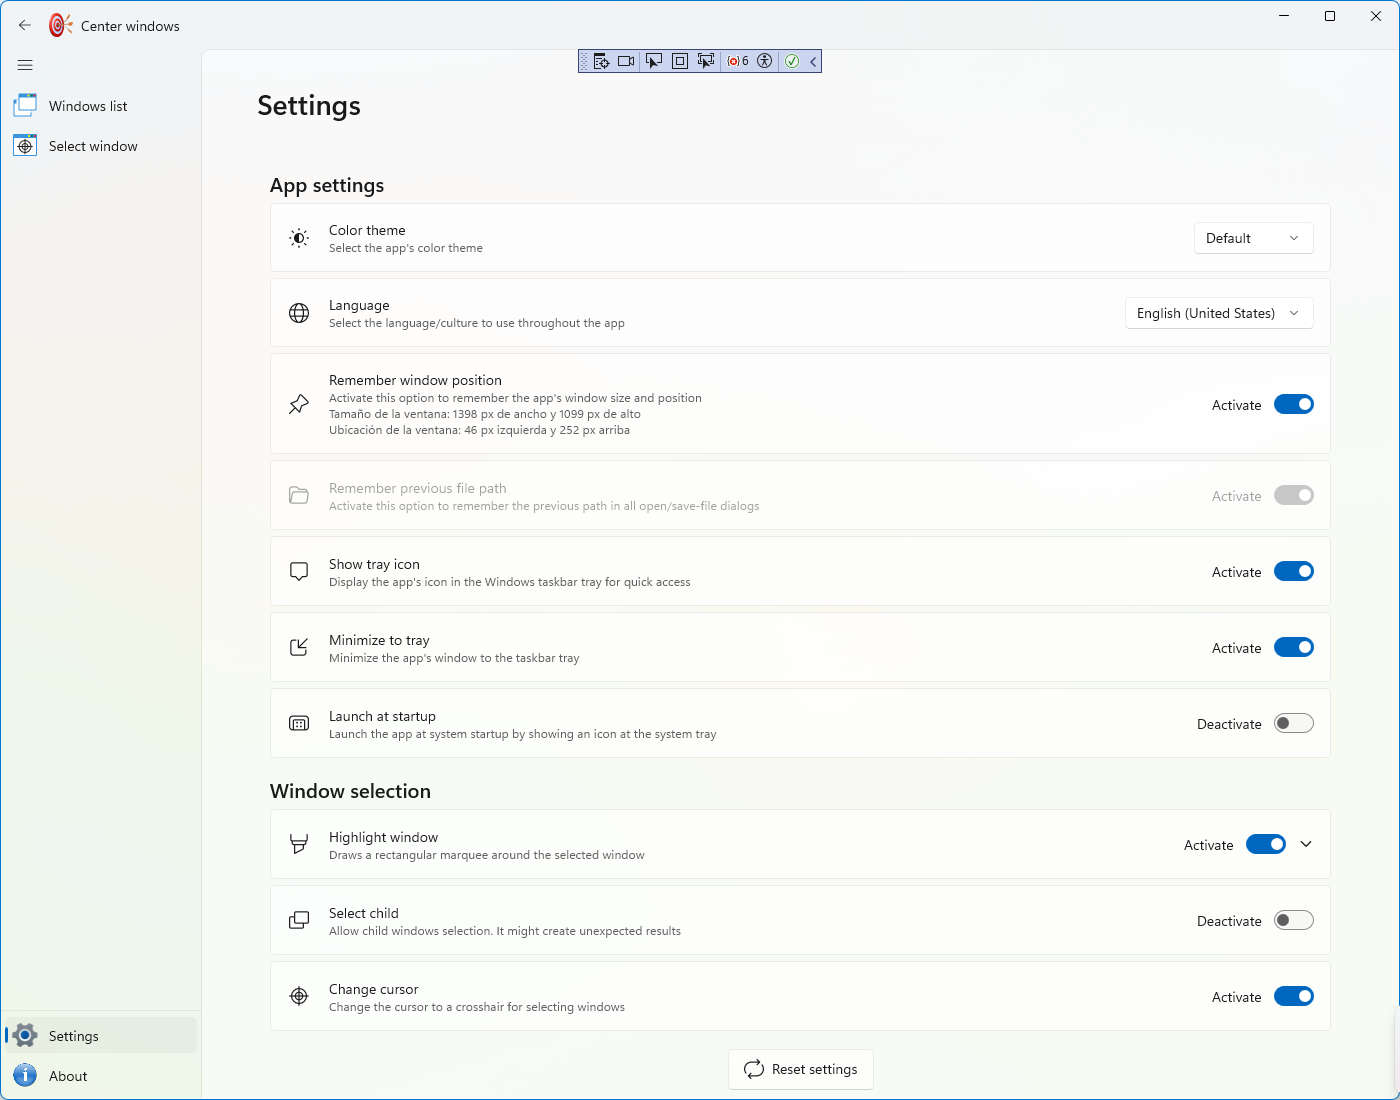 Center windows
6
Windows list
Select window
Settings
App settings
Color theme
Select the app's color theme
Default
Language
Select the language/culture to use throughout the app
English (United States)
Remember window position
Activate this option to remember the app's window size and position
Tamaño de la ventana: 1398 px de ancho y 1099 px de alto
Ubicación de la ventana: 46 px izquierda y 252 px arriba
Activate
Remember previous file path
Activate this option to remember the previous path in all open/save-file dialogs
Activate
Show tray icon
Display the app's icon in the Windows taskbar tray for quick access
Activate
Minimize to tray
Minimize the app's window to the taskbar tray
Activate
Launch at startup
Launch the app at system startup by showing an icon at the system tray
Deactivate
Window selection
Highlight window
Draws a rectangular marquee around the selected window
Activate
Select child
Allow child windows selection. It might create unexpected results
Deactivate
Change cursor
Change the cursor to a crosshair for selecting windows
Activate
Reset settings
Settings
About